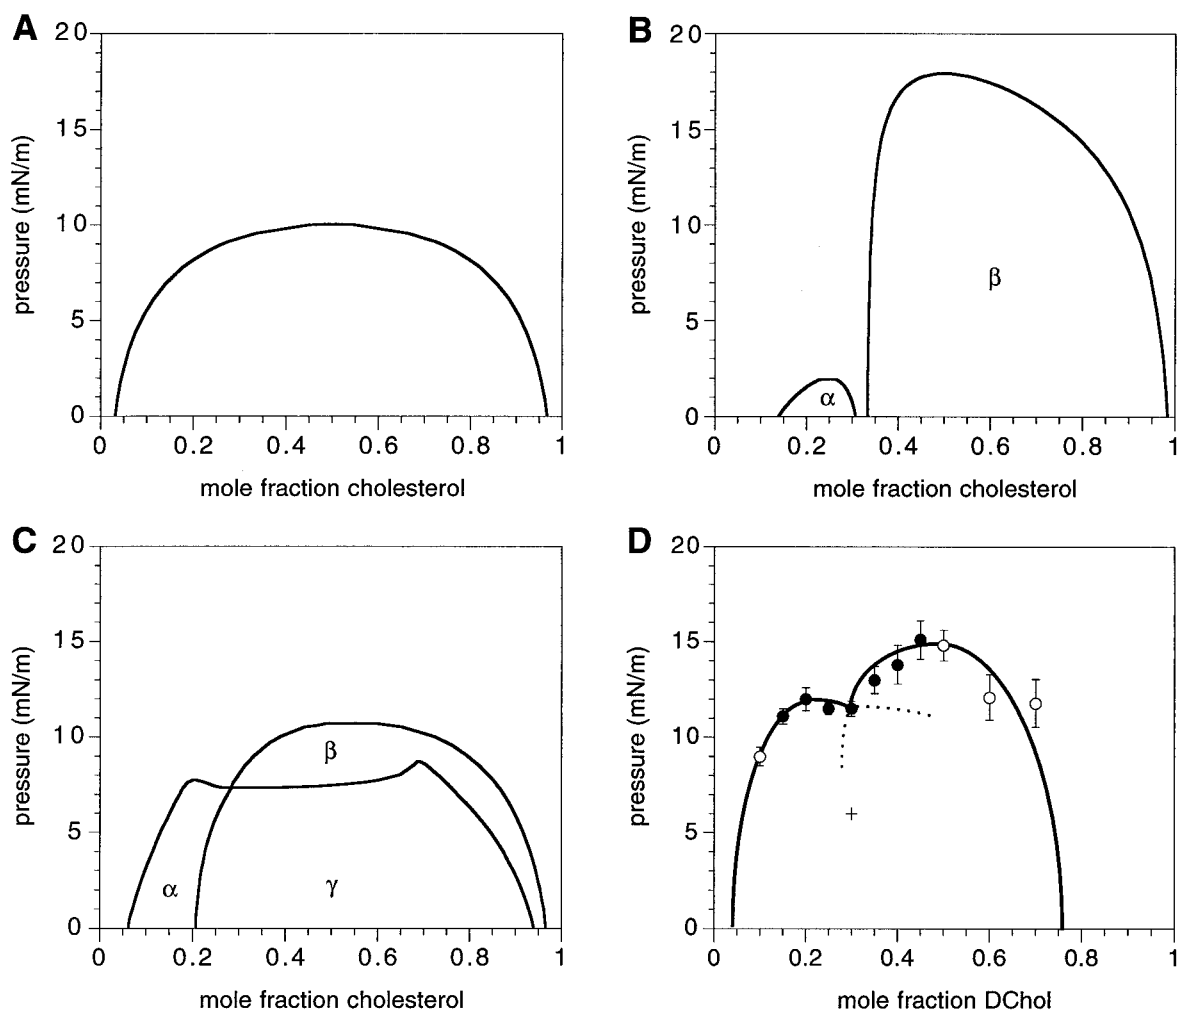 A
20
15
10
5
0
pressure (mN/m)
0 0.2 0.4 0.6 0.8 1
mole fraction cholesterol
B
20
15
10
5
0
pressure (mN/m)
β
α
0 0.2 0.4 0.6 0.8 1
mole fraction cholesterol
C
20
15
10
5
0
pressure (mN/m)
β
α
γ
0 0.2 0.4 0.6 0.8 1
mole fraction cholesterol
D
20
15
10
5
0
pressure (mN/m)
+
0 0.2 0.4 0.6 0.8 1
mole fraction DChol